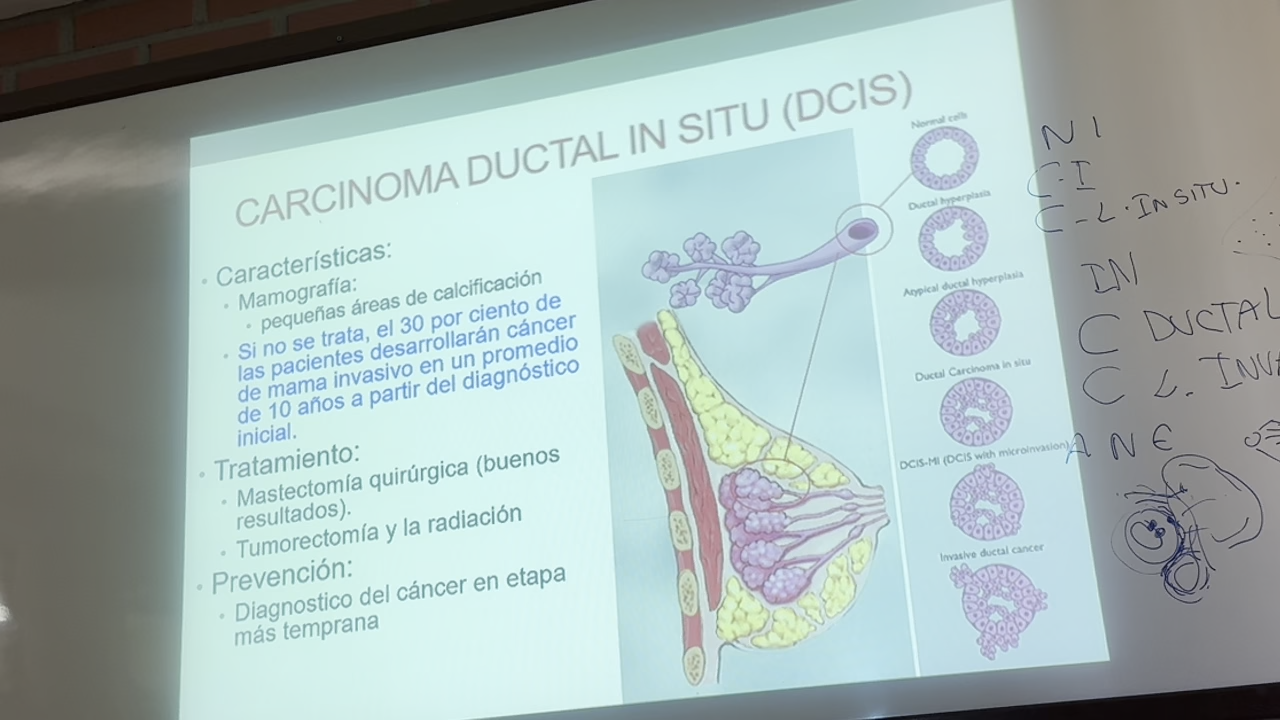 CARCINOMA DUCTAL IN SITU (DCIS)
• Características:
• Mamografía:
• pequeñas áreas de calcificación
• Si no se trata, el 30 por ciento de
las pacientes desarrollarán cáncer
de mama invasivo en un promedio
de 10 años a partir del diagnóstico
inicial.
• Tratamiento:
• Mastectomía quirúrgica (buenos
resultados).
• Tumorectomía y la radiación
• Prevención:
• Diagnostico del cáncer en etapa
más temprana
Normal cells
Ductal hyperplasia
Atypical ductal hyperplasia
Ductal Carcinoma in situ
DCIS-MI (DCIS with microinvasion)
Invasive ductal cancer
N I
C-I
C-L. IN SITU.
IN
C DUCTAL
C L. INVA
A N E